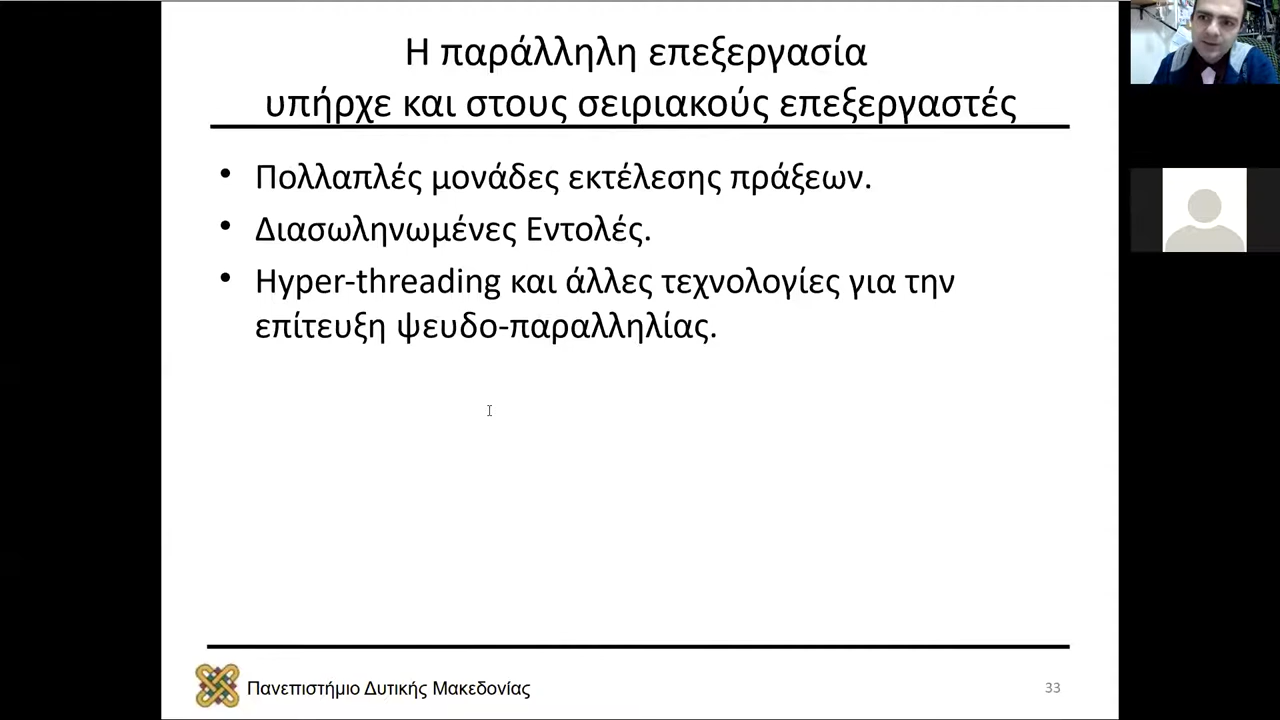 Η παράλληλη επεξεργασία
υπήρχε και στους σειριακούς επεξεργαστές
• Πολλαπλές μονάδες εκτέλεσης πράξεων.
• Διασωληνωμένες Εντολές.
• Hyper-threading και άλλες τεχνολογίες για την
επίτευξη ψευδο-παραλληλίας.
Πανεπιστήμιο Δυτικής Μακεδονίας
33